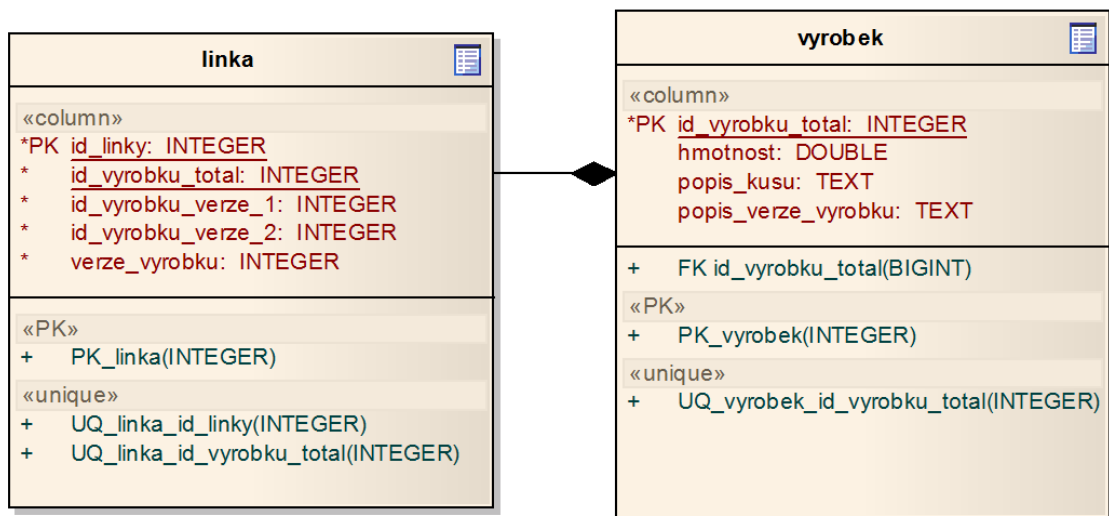 linka
«column»
*PK id_linky: INTEGER
* id_vyrobku_total: INTEGER
* id_vyrobku_verze_1: INTEGER
* id_vyrobku_verze_2: INTEGER
* verze_vyrobku: INTEGER
«PK»
+ PK_linka(INTEGER)
«unique»
+ UQ_linka_id_linky(INTEGER)
+ UQ_linka_id_vyrobku_total(INTEGER)
vyrobek
«column»
*PK id_vyrobku_total: INTEGER
hmotnost: DOUBLE
popis_kusu: TEXT
popis_verze_vyrobku: TEXT
+ FK id_vyrobku_total(BIGINT)
«PK»
+ PK_vyrobek(INTEGER)
«unique»
+ UQ_vyrobek_id_vyrobku_total(INTEGER)